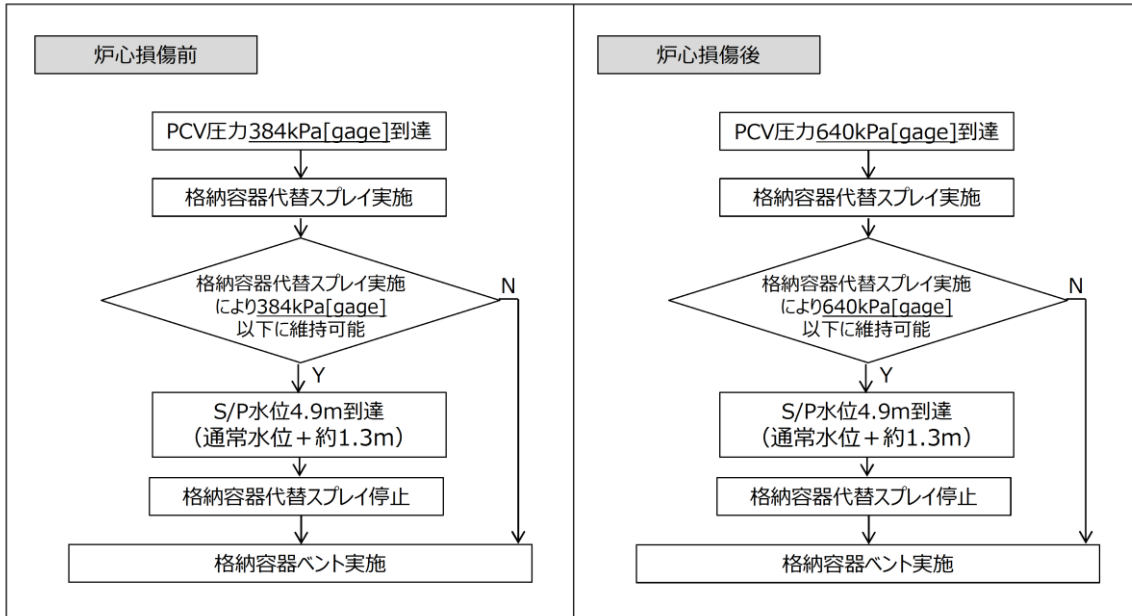 炉心損傷前
PCV圧力384kPa[gage]到達
格納容器代替スプレイ実施
格納容器代替スプレイ実施
により384kPa[gage]
以下に維持可能
N
Y
S/P水位4.9m到達
（通常水位＋約1.3m）
格納容器代替スプレイ停止
格納容器ベント実施
炉心損傷後
PCV圧力640kPa[gage]到達
格納容器代替スプレイ実施
格納容器代替スプレイ実施
により640kPa[gage]
以下に維持可能
N
Y
S/P水位4.9m到達
（通常水位＋約1.3m）
格納容器代替スプレイ停止
格納容器ベント実施